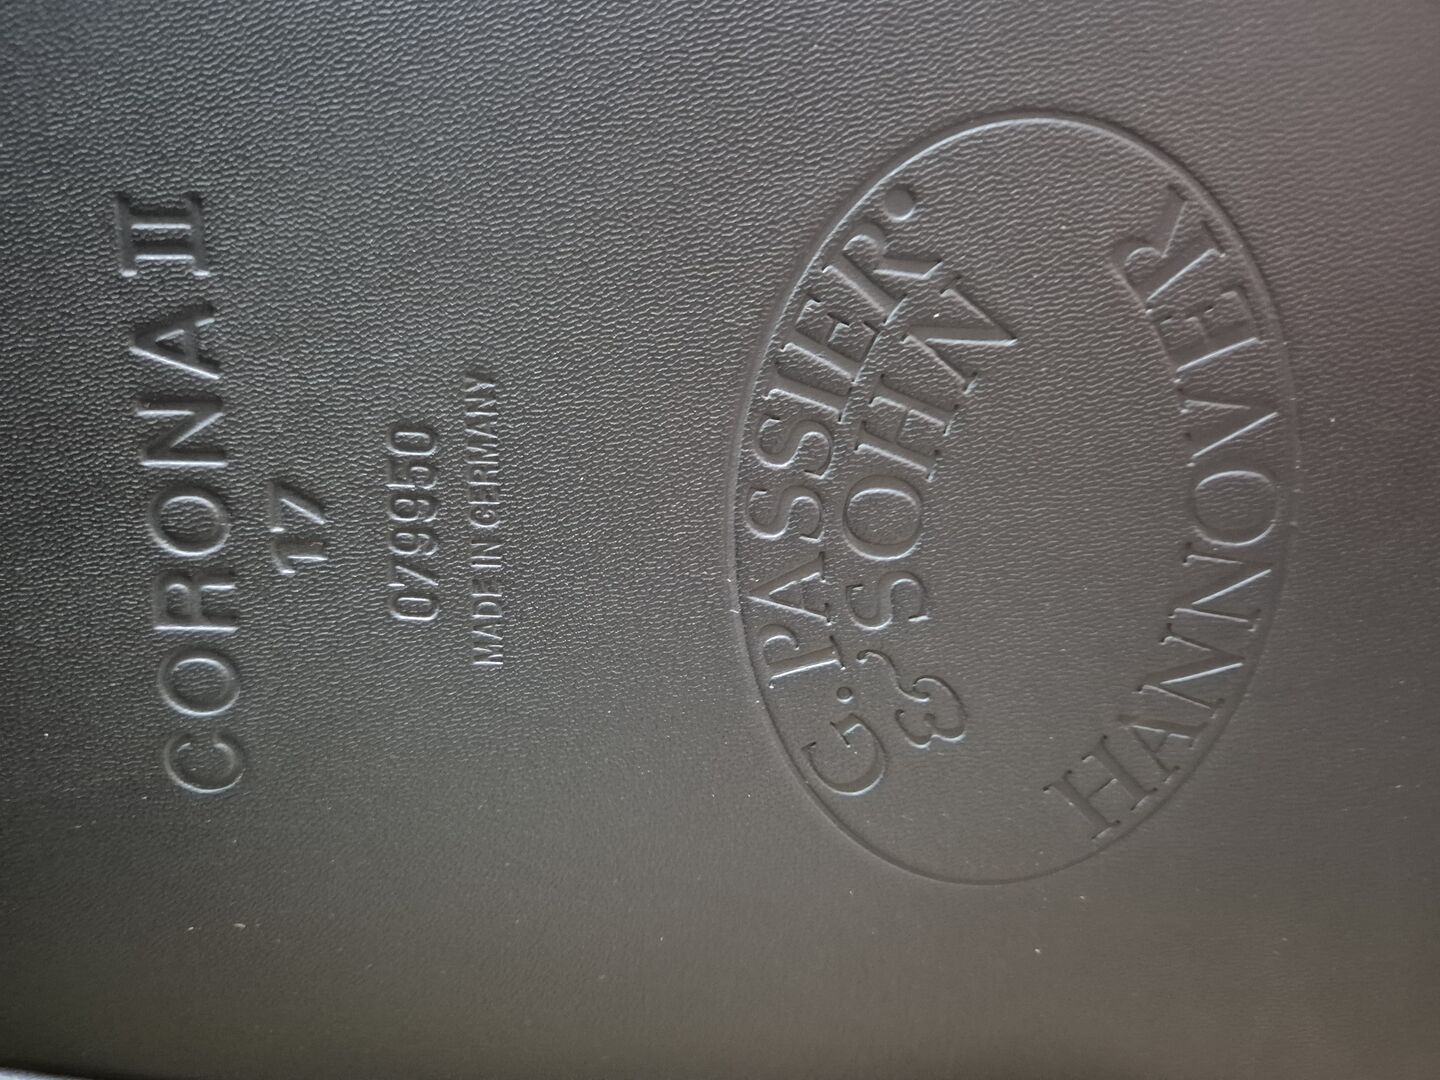 CORONA II
17
079950
MADE IN GERMANY
G. PASSIER.
& SOHN
HANNOVER